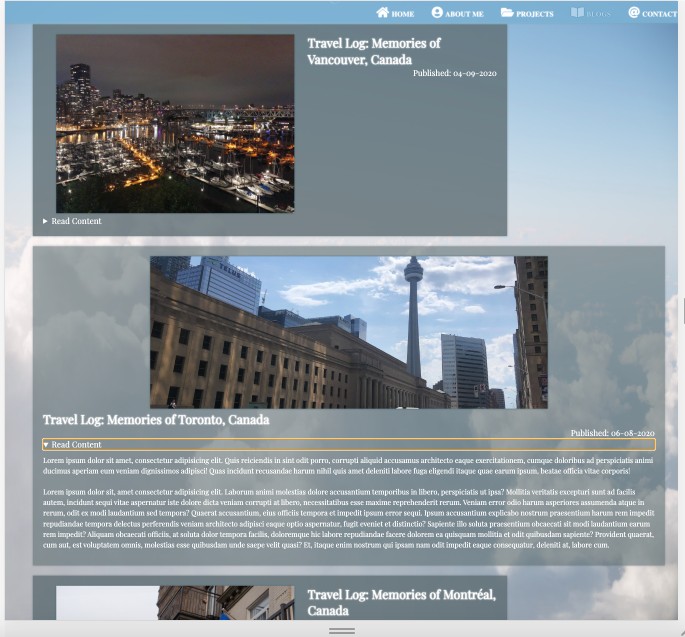 HOME ABOUT ME PROJECTS BLOGS CONTACT
Travel Log: Memories of
Vancouver, Canada
Published: 04-09-2020
Read Content
TELUS
Travel Log: Memories of Toronto, Canada
Published: 06-08-2020
Read Content
Lorem ipsum dolor sit amet, consectetur adipisicing elit. Quis reiciendis in sint odit porro, corrupti aliquid accusamus architecto eaque exercitationem, cumque doloribus ad perspiciatis animi
ducimus aperiam eum veniam dignissimos adipisci! Quas incidunt recusandae harum nihil quis amet deleniti labore fuga eligendi itaque quae earum ipsum, beatae officiis vitae corporis!
Lorem ipsum dolor sit amet, consectetur adipisicing elit. Laborum animi molestias dolore accusantium temporibus in libero, perspiciatis ut ipsa? Mollitia veritatis excepturi sunt ad facilis
autem, incidunt sequi vitae aspernatur iste dolore dicta veniam corrupti at libero, necessitatibus esse maxime reprehenderit rerum. Veniam error odio harum asperiores assumenda atque in
rerum, odit ex modi laudantium sed tempora? Quaerat accusantium, eius officiis tempora et impedit ipsum error sequi. Ipsum accusantium explicabo nostrum praesentium harum rem impedit
repudiandae tempora delectus perferendis veniam architecto adipisci eaque optio aspernatur, fugit eveniet et distinctio? Sapiente illo soluta praesentium obcaecati sit modi laudantium earum
rem impedit? Aliquam obcaecati officiis, at soluta dolor tempora facilis, doloremque hic labore repudiandae facere dolorem ea quisquam mollitia et odit quibusdam sapiente? Provident quaerat,
cum aut, est voluptatem omnis, molestias esse quibusdam unde saepe velit quasi? Et, itaque enim nostrum qui ipsam nam odit impedit eaque consequatur, deleniti at, labore cum.
Travel Log: Memories of Montréal,
Canada